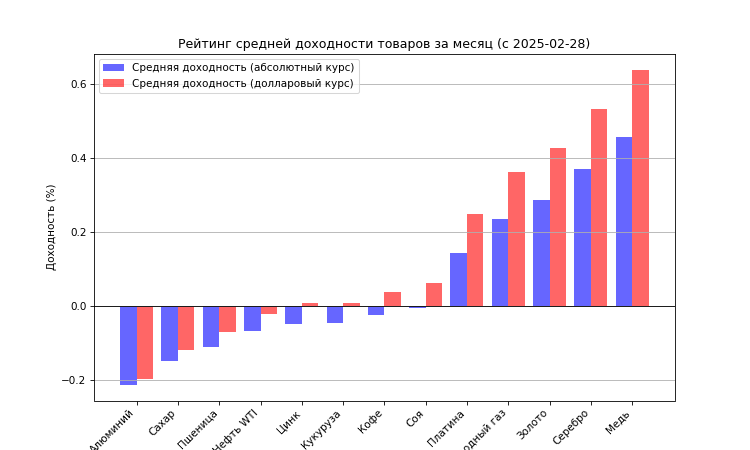 Рейтинг средней доходности товаров за месяц (с 2025-02-28)
Средняя доходность (абсолютный курс)
Средняя доходность (долларовый курс)
Доходность (%)
0.6
0.4
0.2
0.0
−0.2
Алюминий
Сахар
Пшеница
Нефть WTI
Цинк
Кукуруза
Кофе
Соя
Платина
одный газ
Золото
Серебро
Медь